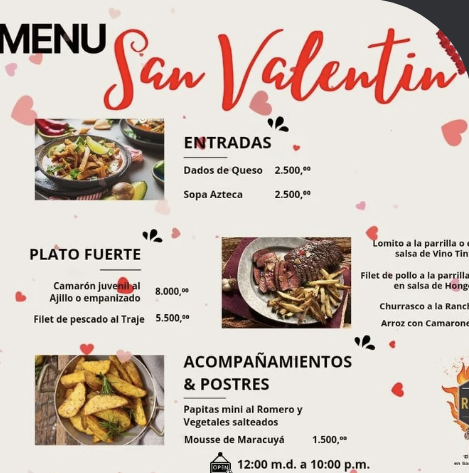 MENU
San Valentin
ENTRADAS
Dados de Queso 2.500,⁰⁰
Sopa Azteca 2.500,⁰⁰
PLATO FUERTE
Camarón juvenil al
Ajillo o empanizado 8.000,⁰⁰
Filet de pescado al Traje 5.500,⁰⁰
Lomito a la parrilla o
salsa de Vino
Filet de pollo a la parrilla
en salsa de
Churrasco a la
Arroz con
ACOMPAÑAMIENTOS
& POSTRES
Papitas mini al Romero y
Vegetales salteados
Mousse de Maracuyá 1.500,⁰⁰
OPEN
12:00 m.d. a 10:00 p.m.